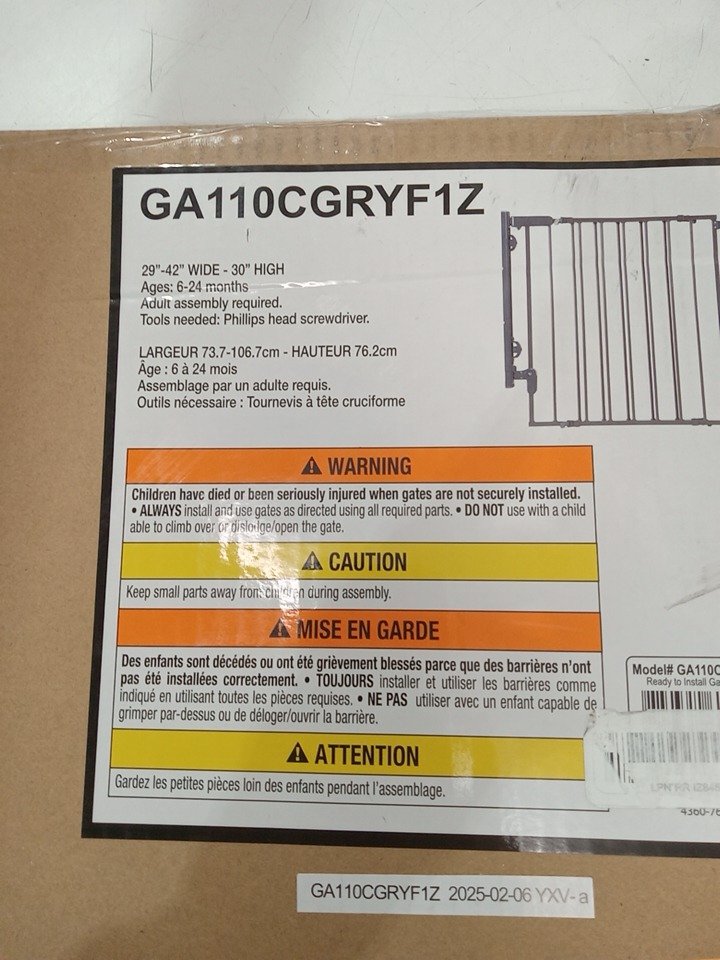 GA110CGRYF1Z
29"-42" WIDE - 30" HIGH
Ages: 6-24 months
Adult assembly required.
Tools needed: Phillips head screwdriver.
LARGEUR 73.7-106.7cm - HAUTEUR 76.2cm
Âge : 6 à 24 mois
Assemblage par un adulte requis.
Outils nécessaire : Tournevis à tête cruciforme
WARNING
Children have died or been seriously injured when gates are not securely installed.
• ALWAYS install and use gates as directed using all required parts. • DO NOT use with a child
able to climb over or dislodge/open the gate.
CAUTION
Keep small parts away from children during assembly.
MISE EN GARDE
Des enfants sont décédés ou ont été grièvement blessés parce que des barrières n'ont
pas été installées correctement. • TOUJOURS installer et utiliser les barrières comme
indiqué en utilisant toutes les pièces requises. • NE PAS utiliser avec un enfant capable de
grimper par-dessus ou de déloger/ouvrir la barrière.
ATTENTION
Gardez les petites pièces loin des enfants pendant l'assemblage.
Model# GA110C
Ready to Install Ga
4360-76
GA110CGRYF1Z 2025-02-06 YXV-a